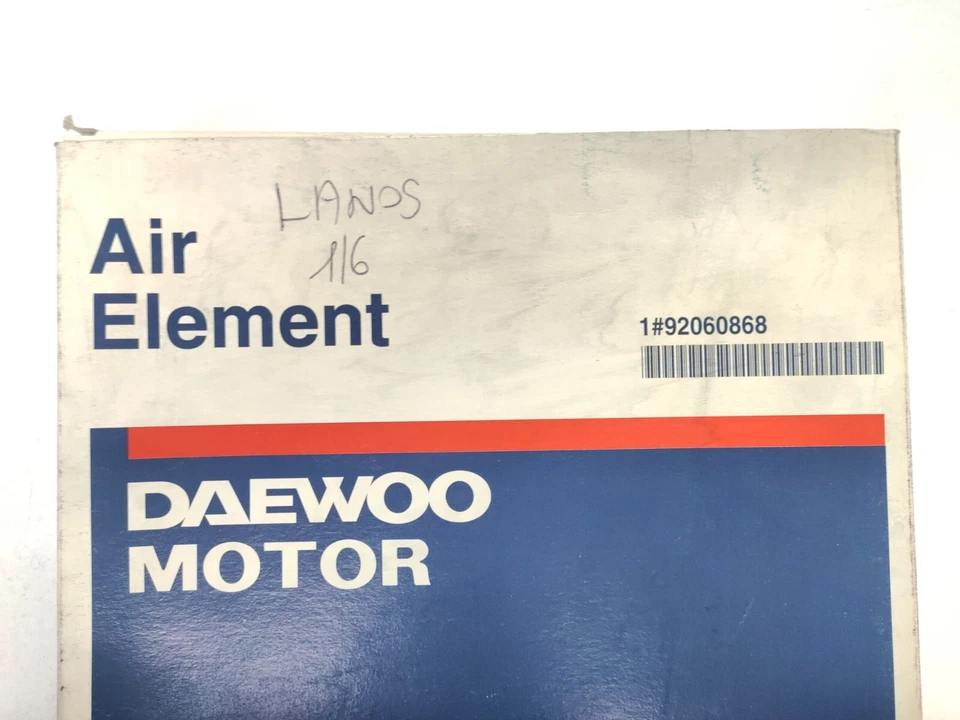 LANOS
1/6
Air
Element
1#92060868
DAEWOO
MOTOR